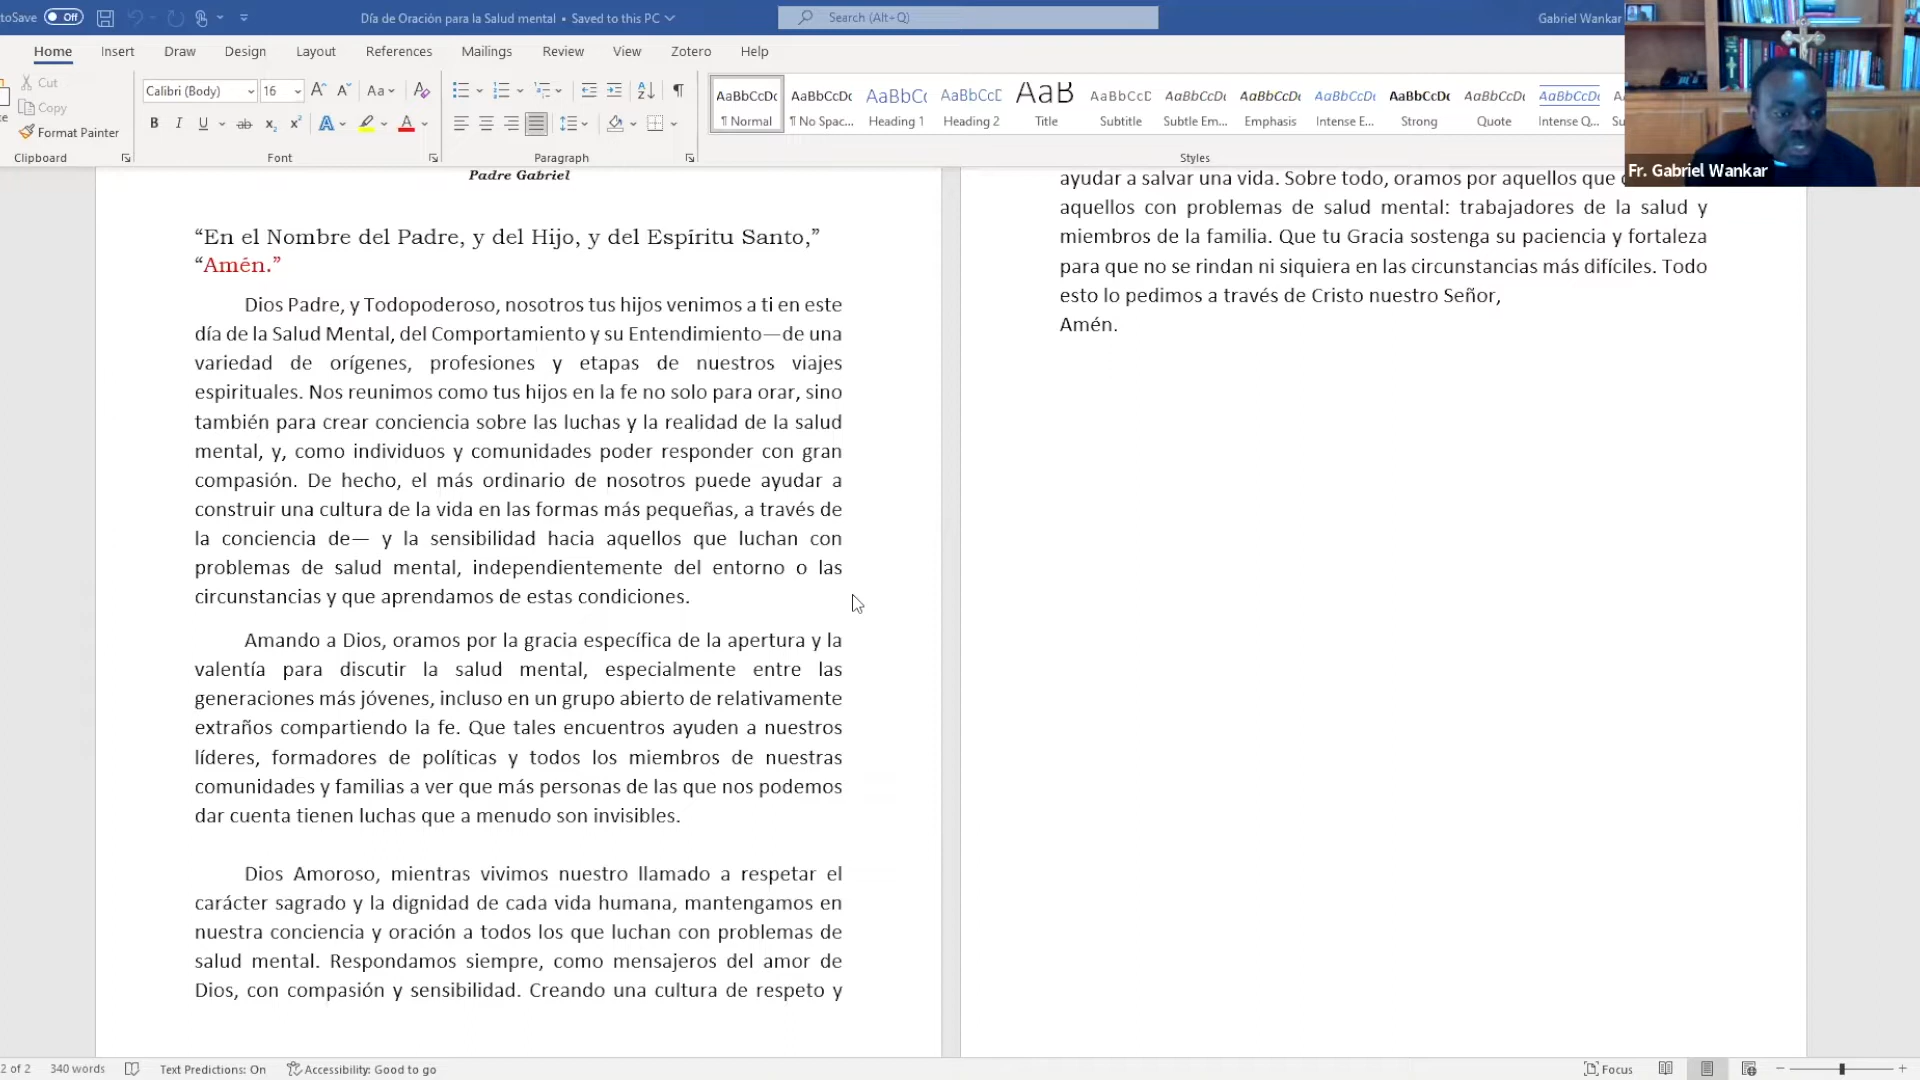 toSave Off Día de Oración para la Salud mental • Saved to this PC Search (Alt+Q) Gabriel Wankar
Home Insert Draw Design Layout References Mailings Review View Zotero Help
Cut
Copy
Format Painter
Clipboard
Calibri (Body) 16
Font
Paragraph
AaBbCcDc AaBbCcDc AaBbC AaBbCcD AaB AaBbCcD AaBbCcDc AaBbCcDc AaBbCcDc AaBbCcDc AaBbCcDc AaBbCcDc
¶ Normal ¶ No Spac... Heading 1 Heading 2 Title Subtitle Subtle Em... Emphasis Intense E... Strong Quote Intense Q...
Styles
Fr. Gabriel Wankar
Padre Gabriel
“En el Nombre del Padre, y del Hijo, y del Espíritu Santo,”
“Amén.”
Dios Padre, y Todopoderoso, nosotros tus hijos venimos a ti en este
día de la Salud Mental, del Comportamiento y su Entendimiento—de una
variedad de orígenes, profesiones y etapas de nuestros viajes
espirituales. Nos reunimos como tus hijos en la fe no solo para orar, sino
también para crear conciencia sobre las luchas y la realidad de la salud
mental, y, como individuos y comunidades poder responder con gran
compasión. De hecho, el más ordinario de nosotros puede ayudar a
construir una cultura de la vida en las formas más pequeñas, a través de
la conciencia de— y la sensibilidad hacia aquellos que luchan con
problemas de salud mental, independientemente del entorno o las
circunstancias y que aprendamos de estas condiciones.
Amando a Dios, oramos por la gracia específica de la apertura y la
valentía para discutir la salud mental, especialmente entre las
generaciones más jóvenes, incluso en un grupo abierto de relativamente
extraños compartiendo la fe. Que tales encuentros ayuden a nuestros
líderes, formadores de políticas y todos los miembros de nuestras
comunidades y familias a ver que más personas de las que nos podemos
dar cuenta tienen luchas que a menudo son invisibles.
Dios Amoroso, mientras vivimos nuestro llamado a respetar el
carácter sagrado y la dignidad de cada vida humana, mantengamos en
nuestra conciencia y oración a todos los que luchan con problemas de
salud mental. Respondamos siempre, como mensajeros del amor de
Dios, con compasión y sensibilidad. Creando una cultura de respeto y
ayudar a salvar una vida. Sobre todo, oramos por aquellos que
aquellos con problemas de salud mental: trabajadores de la salud y
miembros de la familia. Que tu Gracia sostenga su paciencia y fortaleza
para que no se rindan ni siquiera en las circunstancias más difíciles. Todo
esto lo pedimos a través de Cristo nuestro Señor,
Amén.
2 of 2 340 words Text Predictions: On Accessibility: Good to go Focus